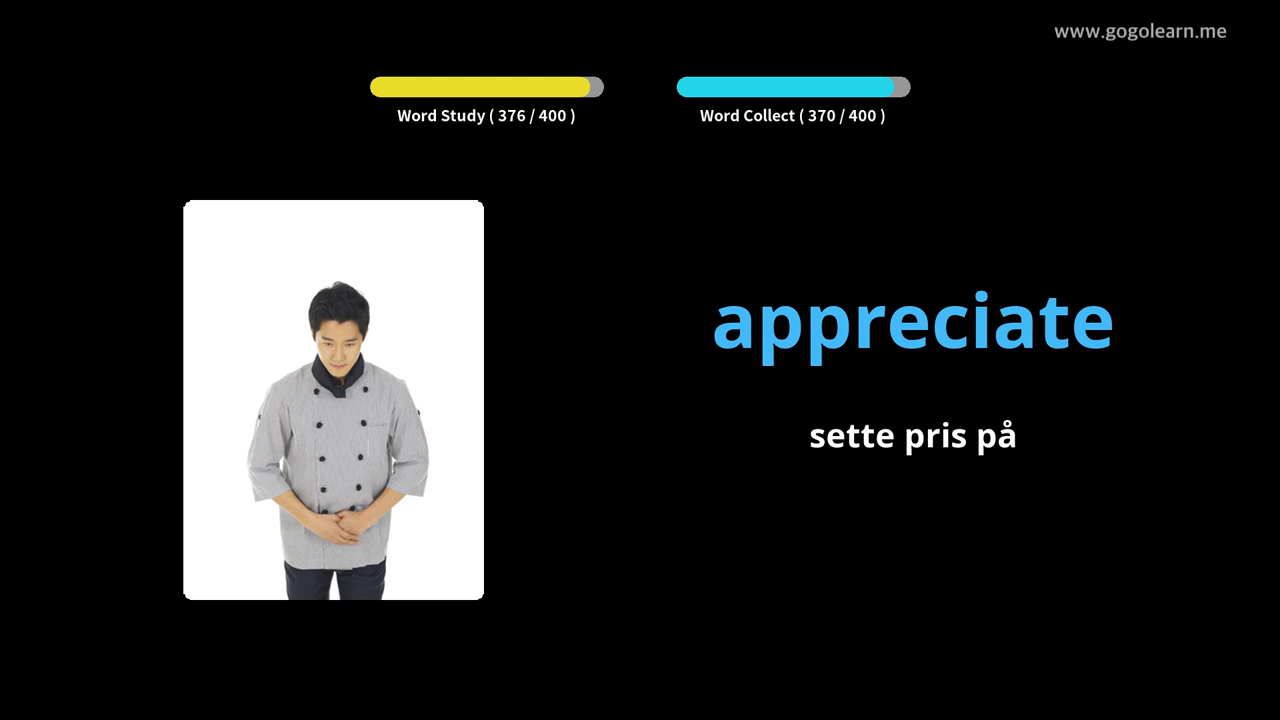 www.gogolearn.me
Word Study ( 376 / 400 )
Word Collect ( 370 / 400 )
appreciate
sette pris på